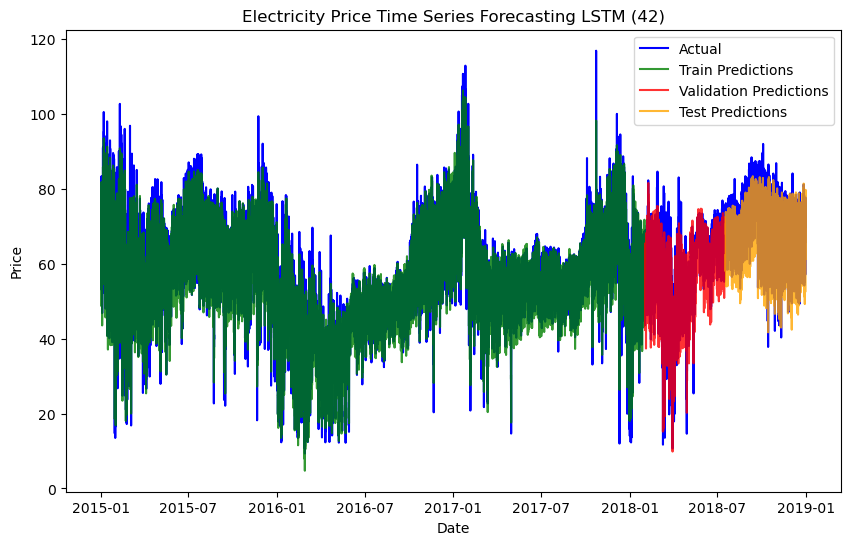 Electricity Price Time Series Forecasting LSTM (42)
Actual
Train Predictions
Validation Predictions
Test Predictions
120
100
80
60
40
20
0
Price
2015-01 2015-07 2016-01 2016-07 2017-01 2017-07 2018-01 2018-07 2019-01
Date